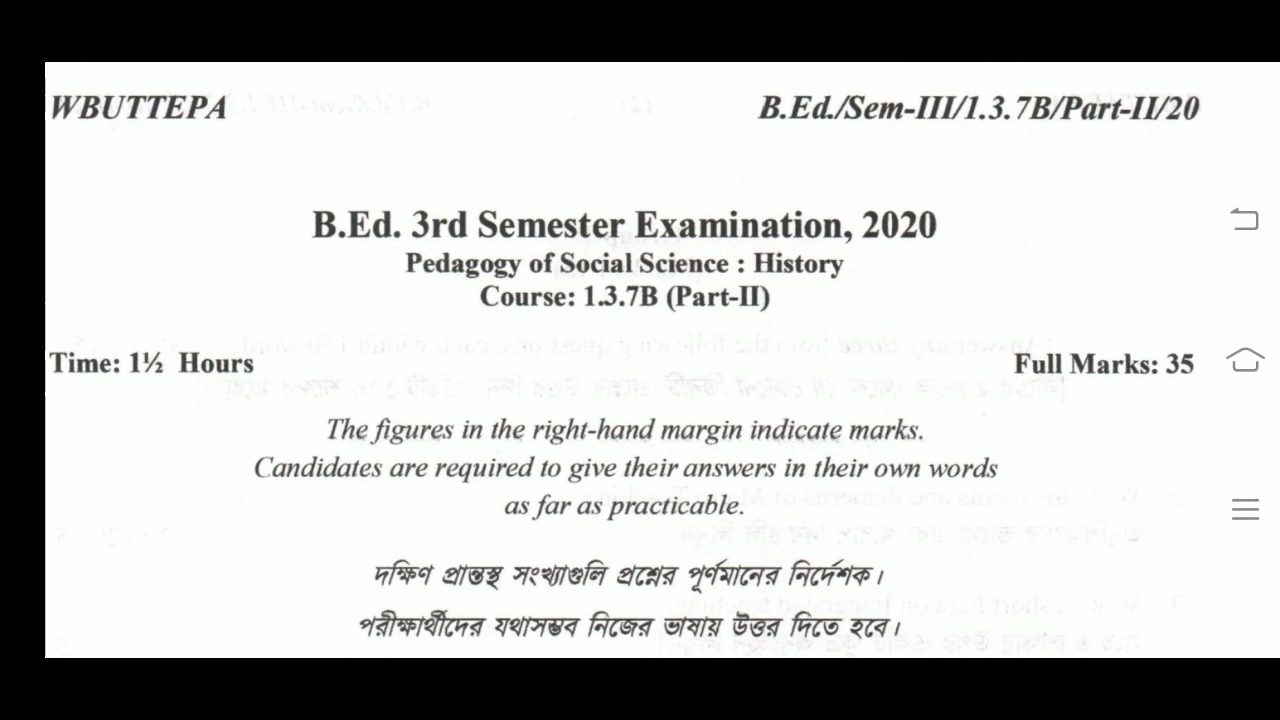 WBUTTEPA B.Ed./Sem-III/1.3.7B/Part-II/20
B.Ed. 3rd Semester Examination, 2020
Pedagogy of Social Science : History
Course: 1.3.7B (Part-II)
Time: 1½ Hours Full Marks: 35
The figures in the right-hand margin indicate marks.
Candidates are required to give their answers in their own words
as far as practicable.
দক্ষিণ প্রান্তস্থ সংখ্যাগুলি প্রশ্নের পূর্ণমানের নির্দেশক।
পরীক্ষার্থীদের যথাসম্ভব নিজের ভাষায় উত্তর দিতে হবে।